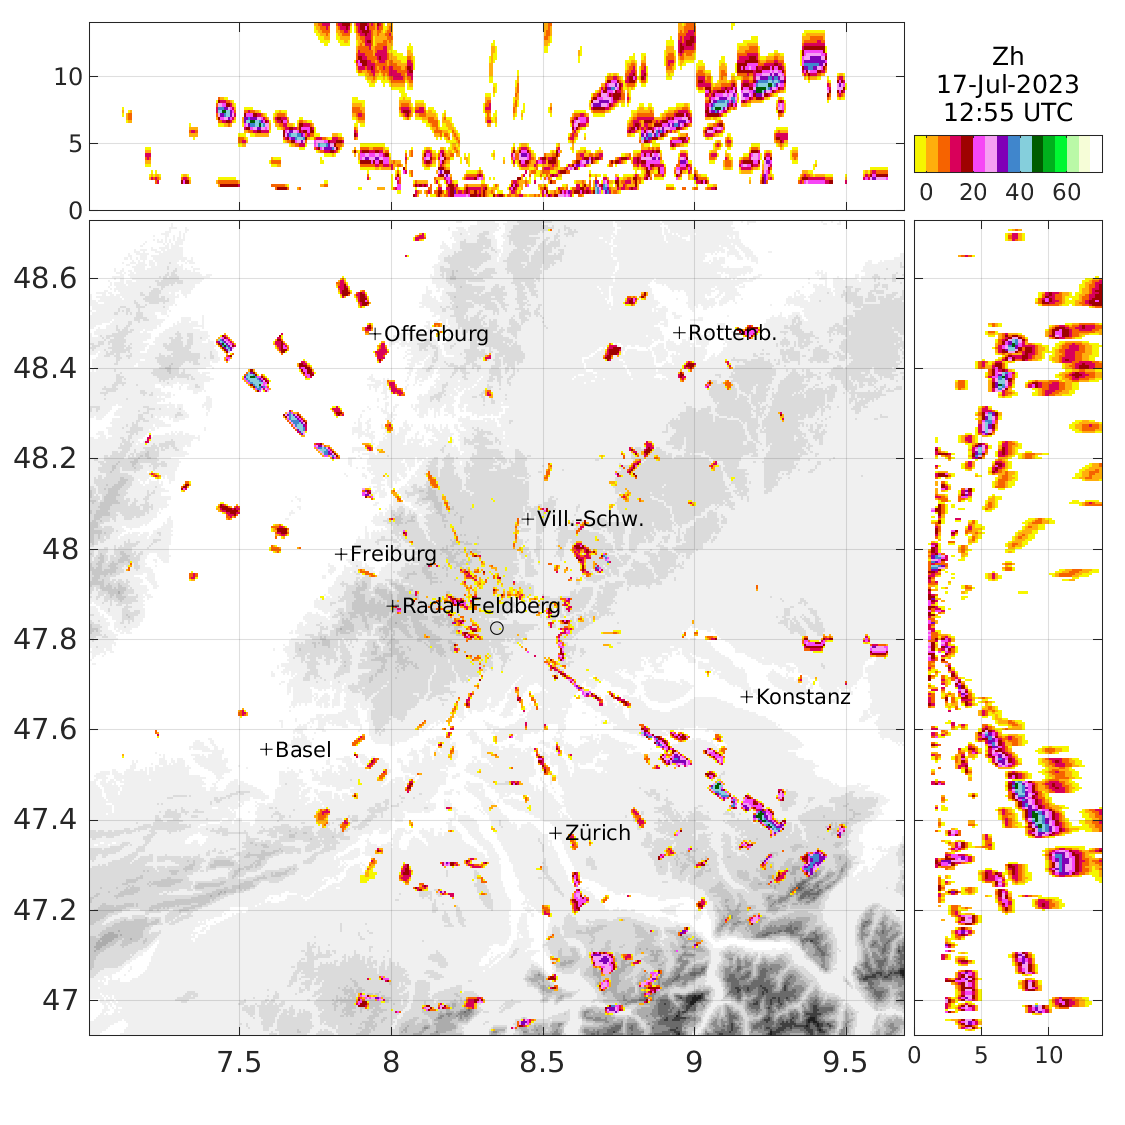 Zh
17-Jul-2023
12:55 UTC
0 20 40 60
10
5
0
48.6
48.4
48.2
48
47.8
47.6
47.4
47.2
47
+Offenburg
+Rottenb.
+Vill.-Schw.
+Freiburg
+Radar Feldberg
+Konstanz
+Basel
+Zürich
7.5 8 8.5 9 9.5
0 5 10